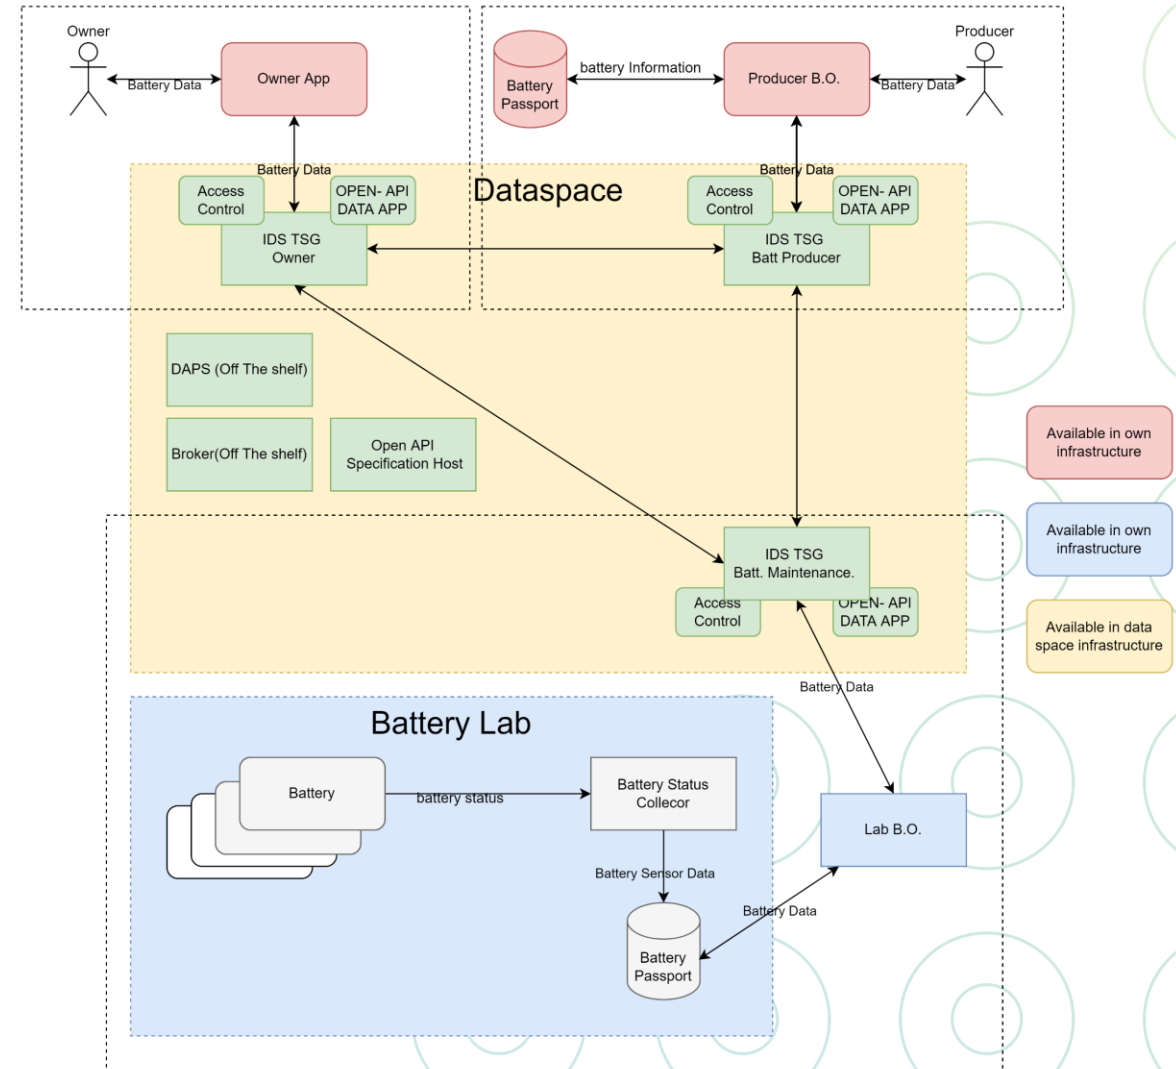 Owner
Producer
Owner App
Battery Data
Battery
Passport
battery Information
Producer B.O.
Battery Data
Battery Data
Battery Data
Dataspace
Access
Control
OPEN- API
DATA APP
Access
Control
OPEN- API
DATA APP
IDS TSG
Owner
IDS TSG
Batt Producer
DAPS (Off The shelf)
Broker(Off The shelf)
Open API
Specification Host
Available in own
infrastructure
Available in own
infrastructure
Available in data
space infrastructure
IDS TSG
Batt. Maintenance.
Access
Control
OPEN- API
DATA APP
Battery Data
Battery Lab
Battery
battery status
Battery Status
Collecor
Lab B.O.
Battery Sensor Data
Battery Data
Battery
Passport